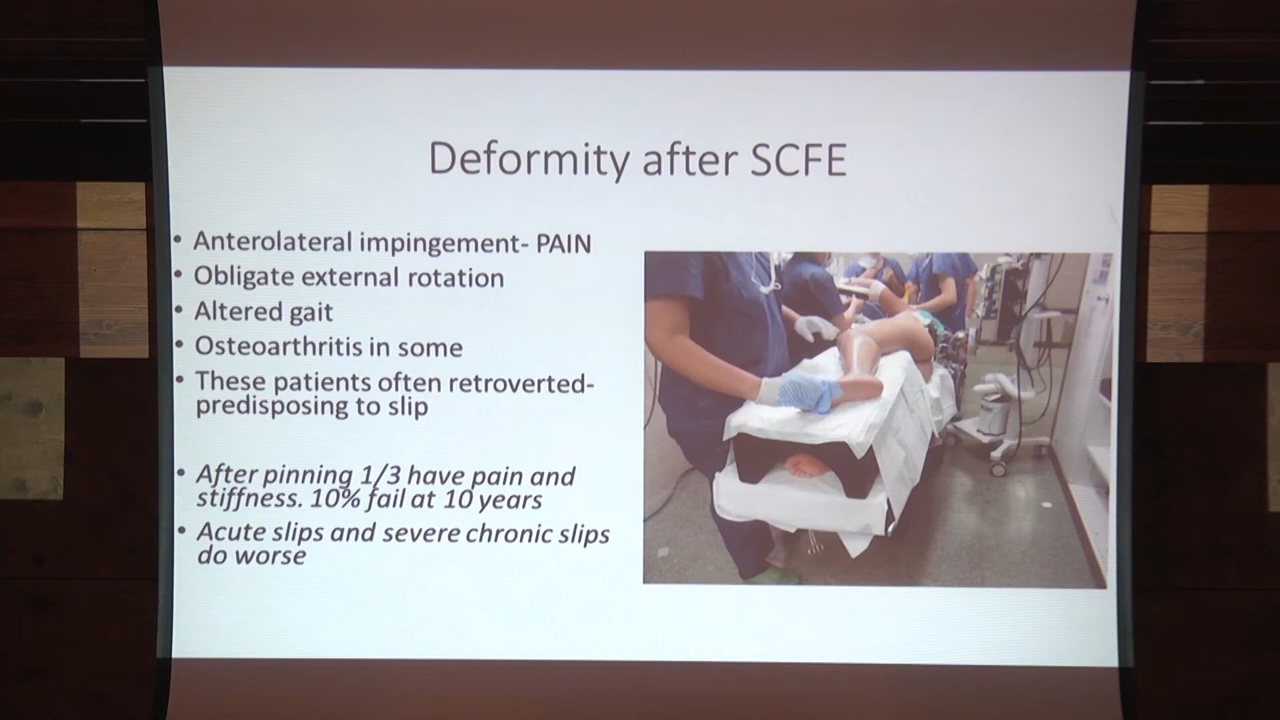 Deformity after SCFE
• Anterolateral impingement- PAIN
• Obligate external rotation
• Altered gait
• Osteoarthritis in some
• These patients often retroverted-
predisposing to slip
• After pinning 1/3 have pain and
stiffness. 10% fail at 10 years
• Acute slips and severe chronic slips
do worse